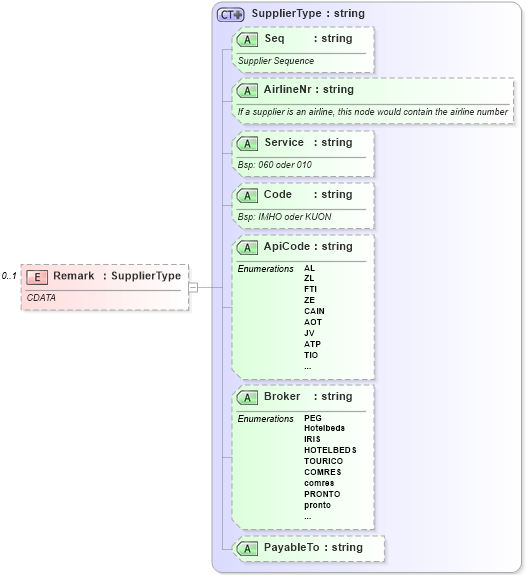 CT SupplierType : string
A Seq : string
Supplier Sequence
A AirlineNr : string
If a supplier is an airline, this node would contain the airline number
A Service : string
Bsp: 060 oder 010
A Code : string
Bsp: IMHO oder KUON
A ApiCode : string
Enumerations AL
ZL
FTI
ZE
CAIN
AOT
JV
ATP
TIO
...
0..1
E Remark : SupplierType
CDATA
A Broker : string
Enumerations PEG
Hotelbeds
IRIS
HOTELBEDS
TOURICO
COMRES
comres
PRONTO
pronto
...
A PayableTo : string